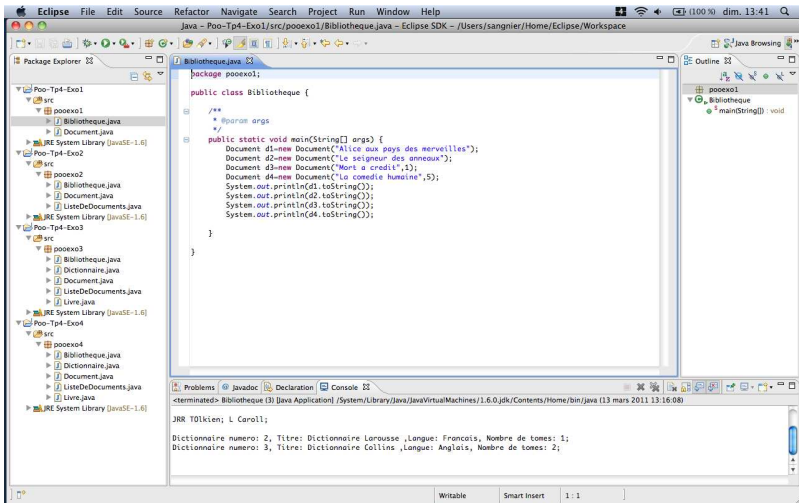 Eclipse File Edit Source Refactor Navigate Search Project Run Window Help (100 %) dim. 13:41
Java - Poo-Tp4-Exo1/src/pooexo1/Bibliotheque.java - Eclipse SDK - /Users/sangnier/Home/Eclipse/Workspace
Java Browsing
Package Explorer
Poo-Tp4-Exo1
src
pooexo1
Bibliotheque.java
Document.java
JRE System Library [JavaSE-1.6]
Poo-Tp4-Exo2
src
pooexo2
Bibliotheque.java
Document.java
ListeDeDocuments.java
JRE System Library [JavaSE-1.6]
Poo-Tp4-Exo3
src
pooexo3
Bibliotheque.java
Dictionnaire.java
Document.java
ListeDeDocuments.java
Livre.java
JRE System Library [JavaSE-1.6]
Poo-Tp4-Exo4
src
pooexo4
Bibliotheque.java
Dictionnaire.java
Document.java
ListeDeDocuments.java
Livre.java
JRE System Library [JavaSE-1.6]
Bibliotheque.java
package pooexo1;
public class Bibliotheque {
/**
* @param args
*/
public static void main(String[] args) {
Document d1=new Document("Alice aux pays des merveilles");
Document d2=new Document("Le seigneur des anneaux");
Document d3=new Document("Mort a credit",1);
Document d4=new Document("La comedie humaine",5);
System.out.println(d1.toString());
System.out.println(d2.toString());
System.out.println(d3.toString());
System.out.println(d4.toString());
}
}
Outline
pooexo1
Bibliotheque
main(String[]) : void
Problems Javadoc Declaration Console
<terminated> Bibliotheque (3) [Java Application] /System/Library/Java/JavaVirtualMachines/1.6.0.jdk/Contents/Home/bin/java (13 mars 2011 13:16:08)
JRR TOlkien; L Caroll;
Dictionnaire numero: 2, Titre: Dictionnaire Larousse ,Langue: Francais, Nombre de tomes: 1;
Dictionnaire numero: 3, Titre: Dictionnaire Collins ,Langue: Anglais, Nombre de tomes: 2;
Writable Smart Insert 1 : 1